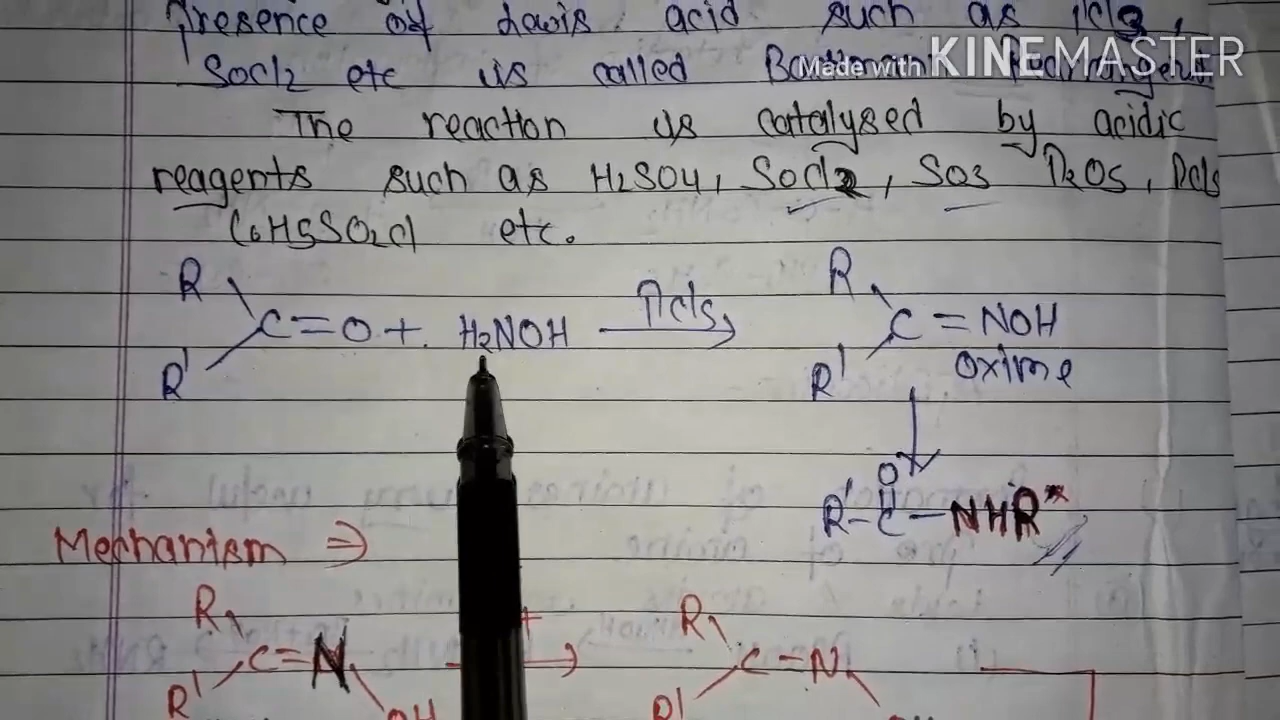 Presence of Lewis acid such as PCl3,
SOCl2 etc is called
Made with KINEMASTER
The reaction is catalysed by acidic
reagents such as H2SO4, SOCl2, SO3 P2O5, PCl5
C6H5SO2Cl etc.
R
R'
C=O + H2NOH
PCl5
R
R'
C=NOH
Oxime
O
R'-C-NHR*
Mechanism ⇒
R
C=N
R'
OH
+
R
C=N
R'